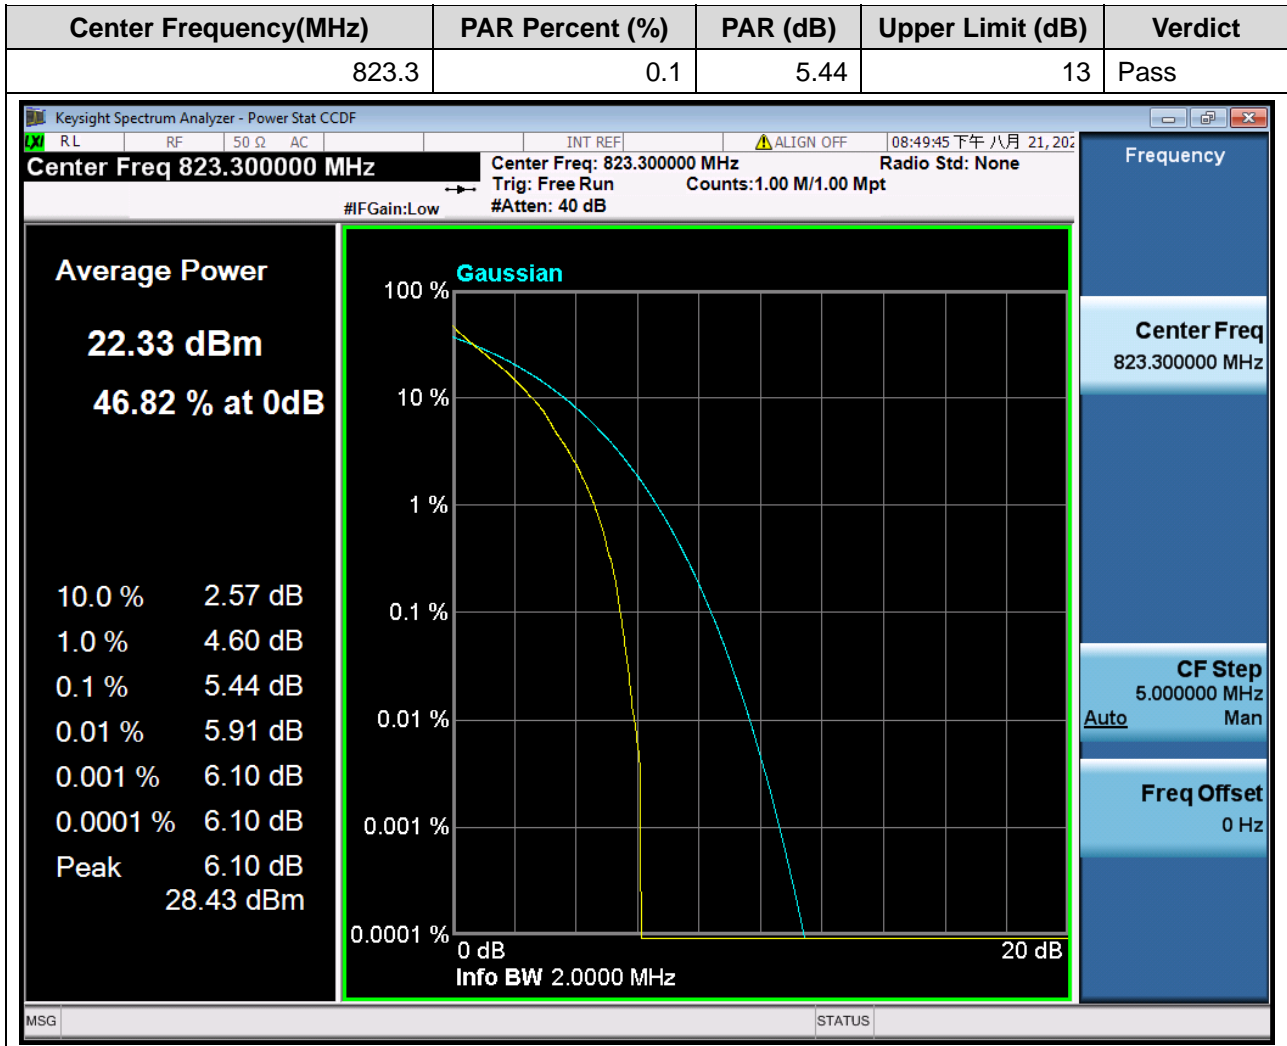 Center Frequency(MHz) PAR Percent (%) PAR (dB) Upper Limit (dB) Verdict
823.3 0.1 5.44 13 Pass
Keysight Spectrum Analyzer - Power Stat CCDF
LXI RL RF 50 Ω AC INT REF ALIGN OFF 08:49:45 下午 八月 21, 202
Center Freq 823.300000 MHz
Center Freq: 823.300000 MHz Radio Std: None
Trig: Free Run Counts:1.00 M/1.00 Mpt
#IFGain:Low #Atten: 40 dB
Average Power
22.33 dBm
46.82 % at 0dB
10.0 % 2.57 dB
1.0 % 4.60 dB
0.1 % 5.44 dB
0.01 % 5.91 dB
0.001 % 6.10 dB
0.0001 % 6.10 dB
Peak 6.10 dB
28.43 dBm
Gaussian
100 %
10 %
1 %
0.1 %
0.01 %
0.001 %
0.0001 %
0 dB 20 dB
Info BW 2.0000 MHz
Frequency
Center Freq
823.300000 MHz
CF Step
5.000000 MHz
Auto Man
Freq Offset
0 Hz
MSG STATUS